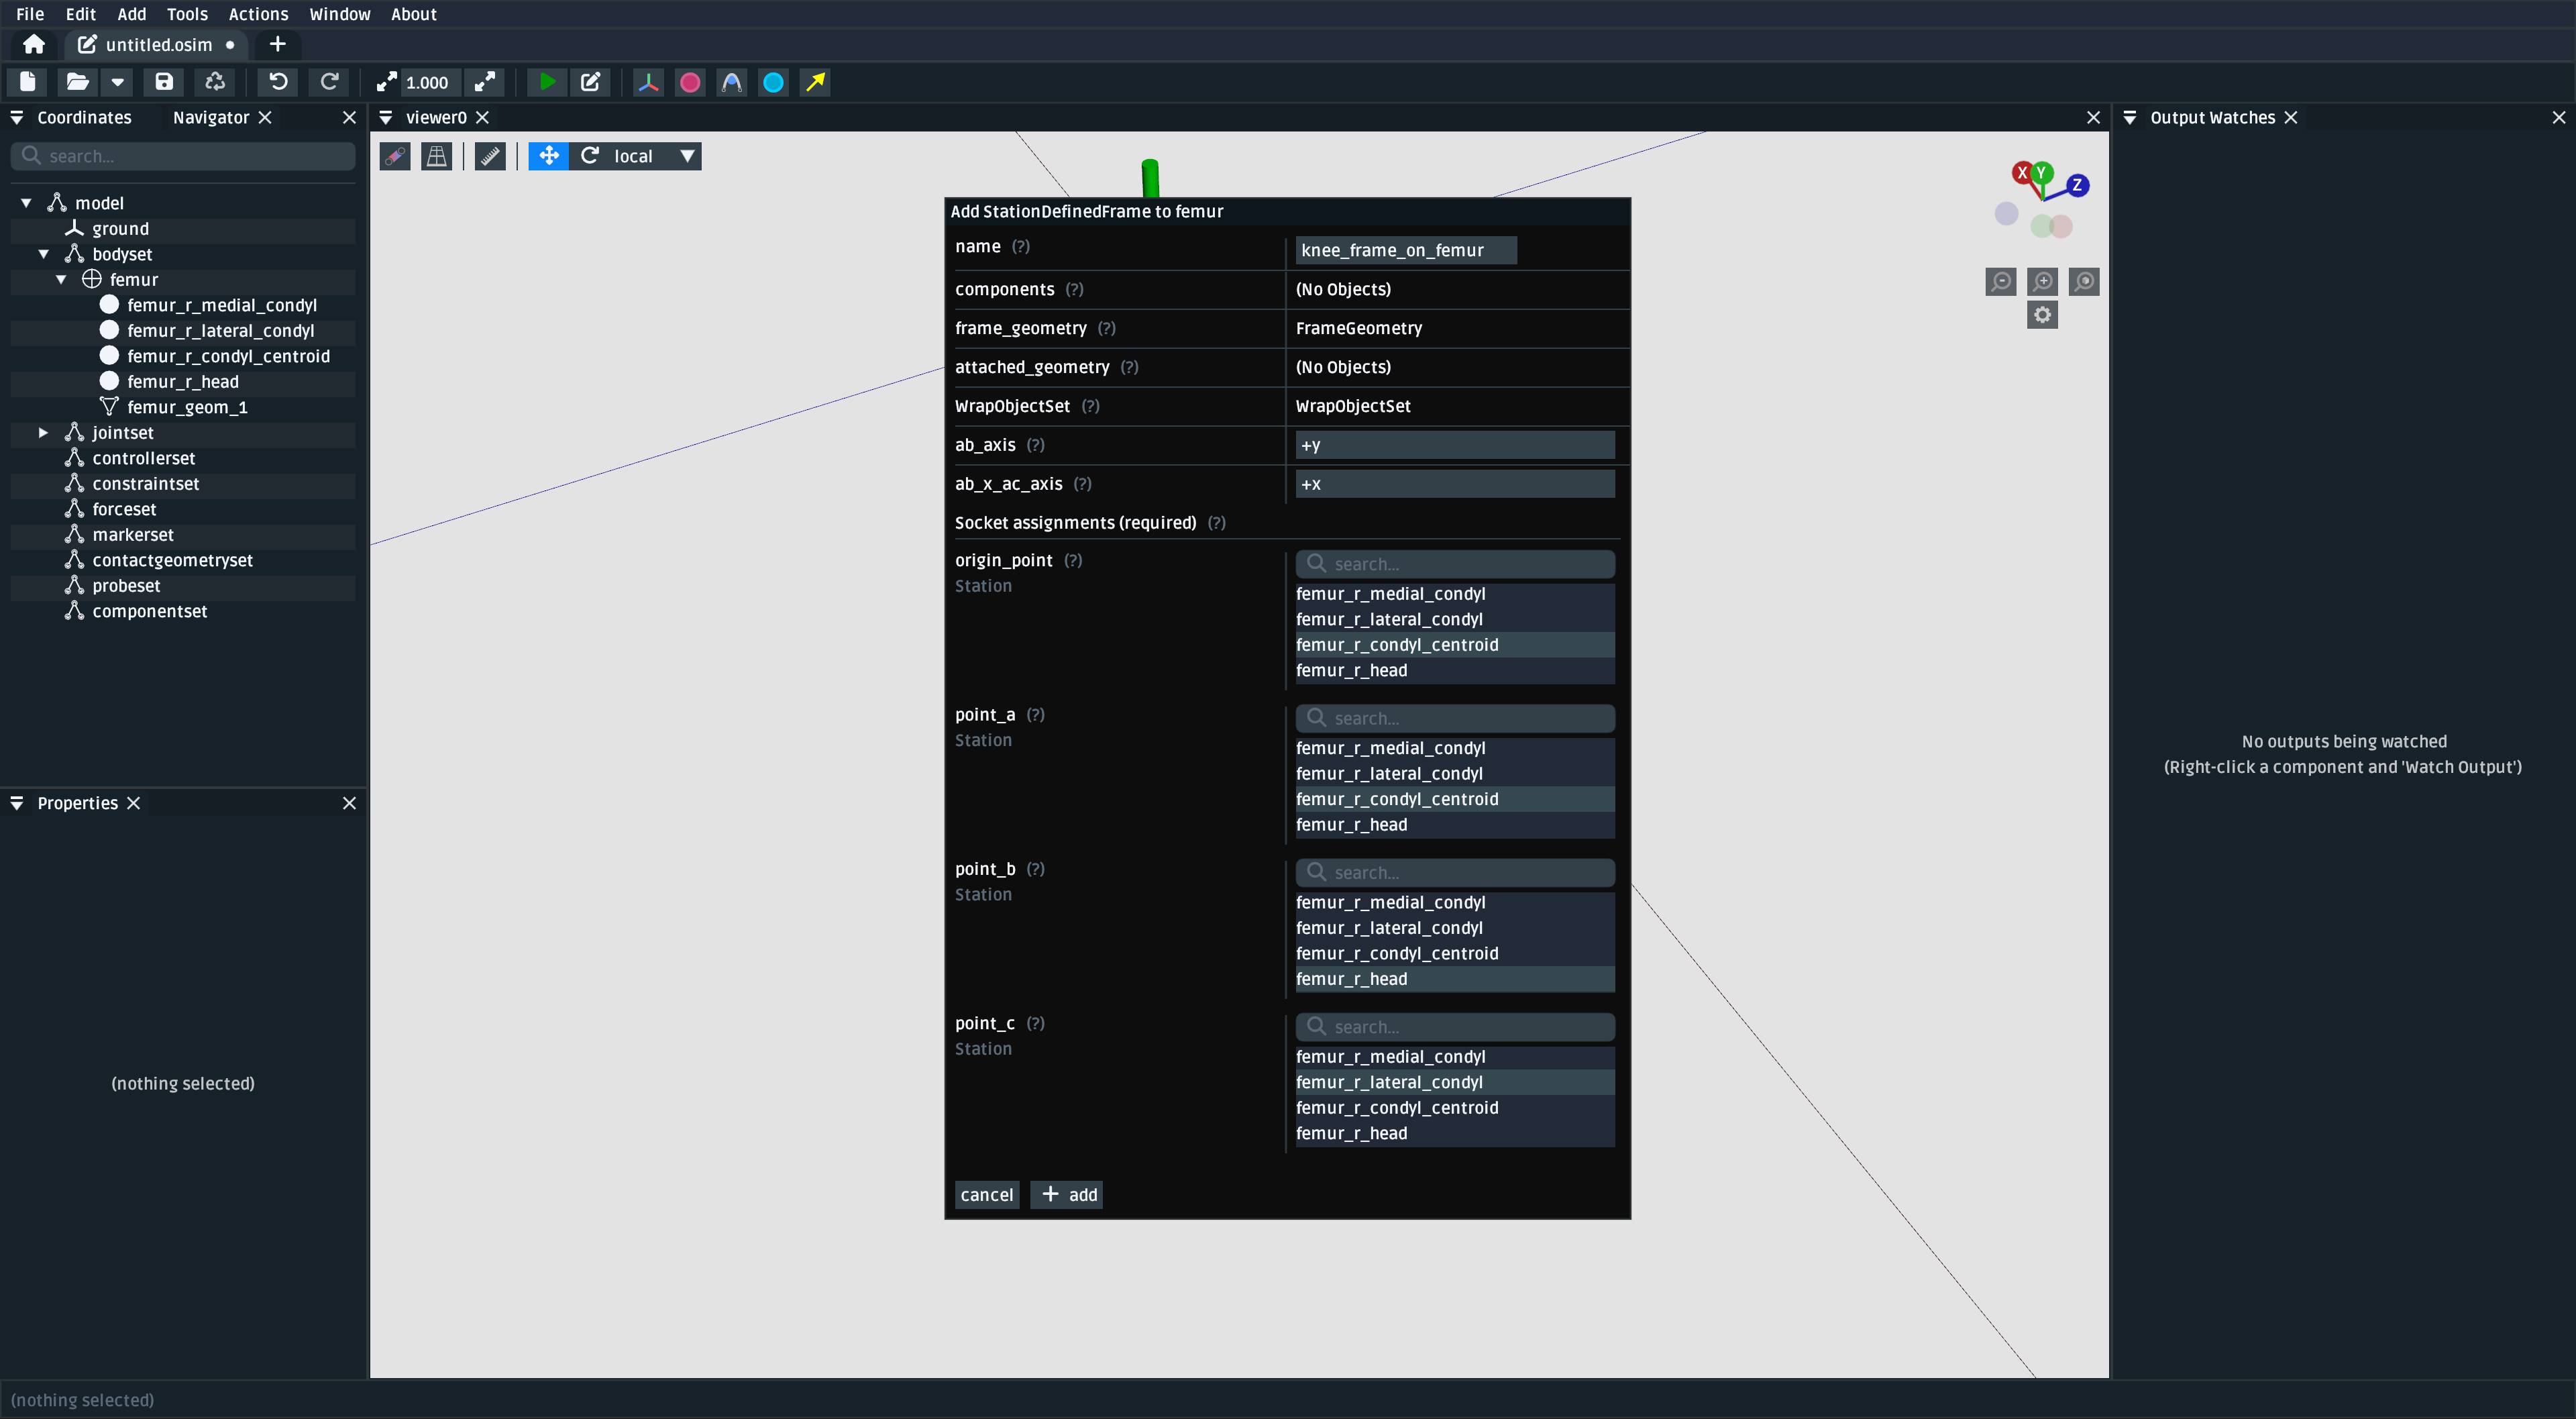 File Edit Add Tools Actions Window About
untitled.osim
1.000
Coordinates Navigator
search...
model
ground
bodyset
femur
femur_r_medial_condyl
femur_r_lateral_condyl
femur_r_condyl_centroid
femur_r_head
femur_geom_1
jointset
controllerset
constraintset
forceset
markerset
contactgeometryset
probeset
componentset
Properties
(nothing selected)
(nothing selected)
viewer0
local
X Y Z
Add StationDefinedFrame to femur
name (?) knee_frame_on_femur
components (?) (No Objects)
frame_geometry (?) FrameGeometry
attached_geometry (?) (No Objects)
WrapObjectSet (?) WrapObjectSet
ab_axis (?) +y
ab_x_ac_axis (?) +x
Socket assignments (required) (?)
origin_point (?) search...
Station
femur_r_medial_condyl
femur_r_lateral_condyl
femur_r_condyl_centroid
femur_r_head
point_a (?) search...
Station
femur_r_medial_condyl
femur_r_lateral_condyl
femur_r_condyl_centroid
femur_r_head
point_b (?) search...
Station
femur_r_medial_condyl
femur_r_lateral_condyl
femur_r_condyl_centroid
femur_r_head
point_c (?) search...
Station
femur_r_medial_condyl
femur_r_lateral_condyl
femur_r_condyl_centroid
femur_r_head
cancel + add
Output Watches
No outputs being watched
(Right-click a component and 'Watch Output')